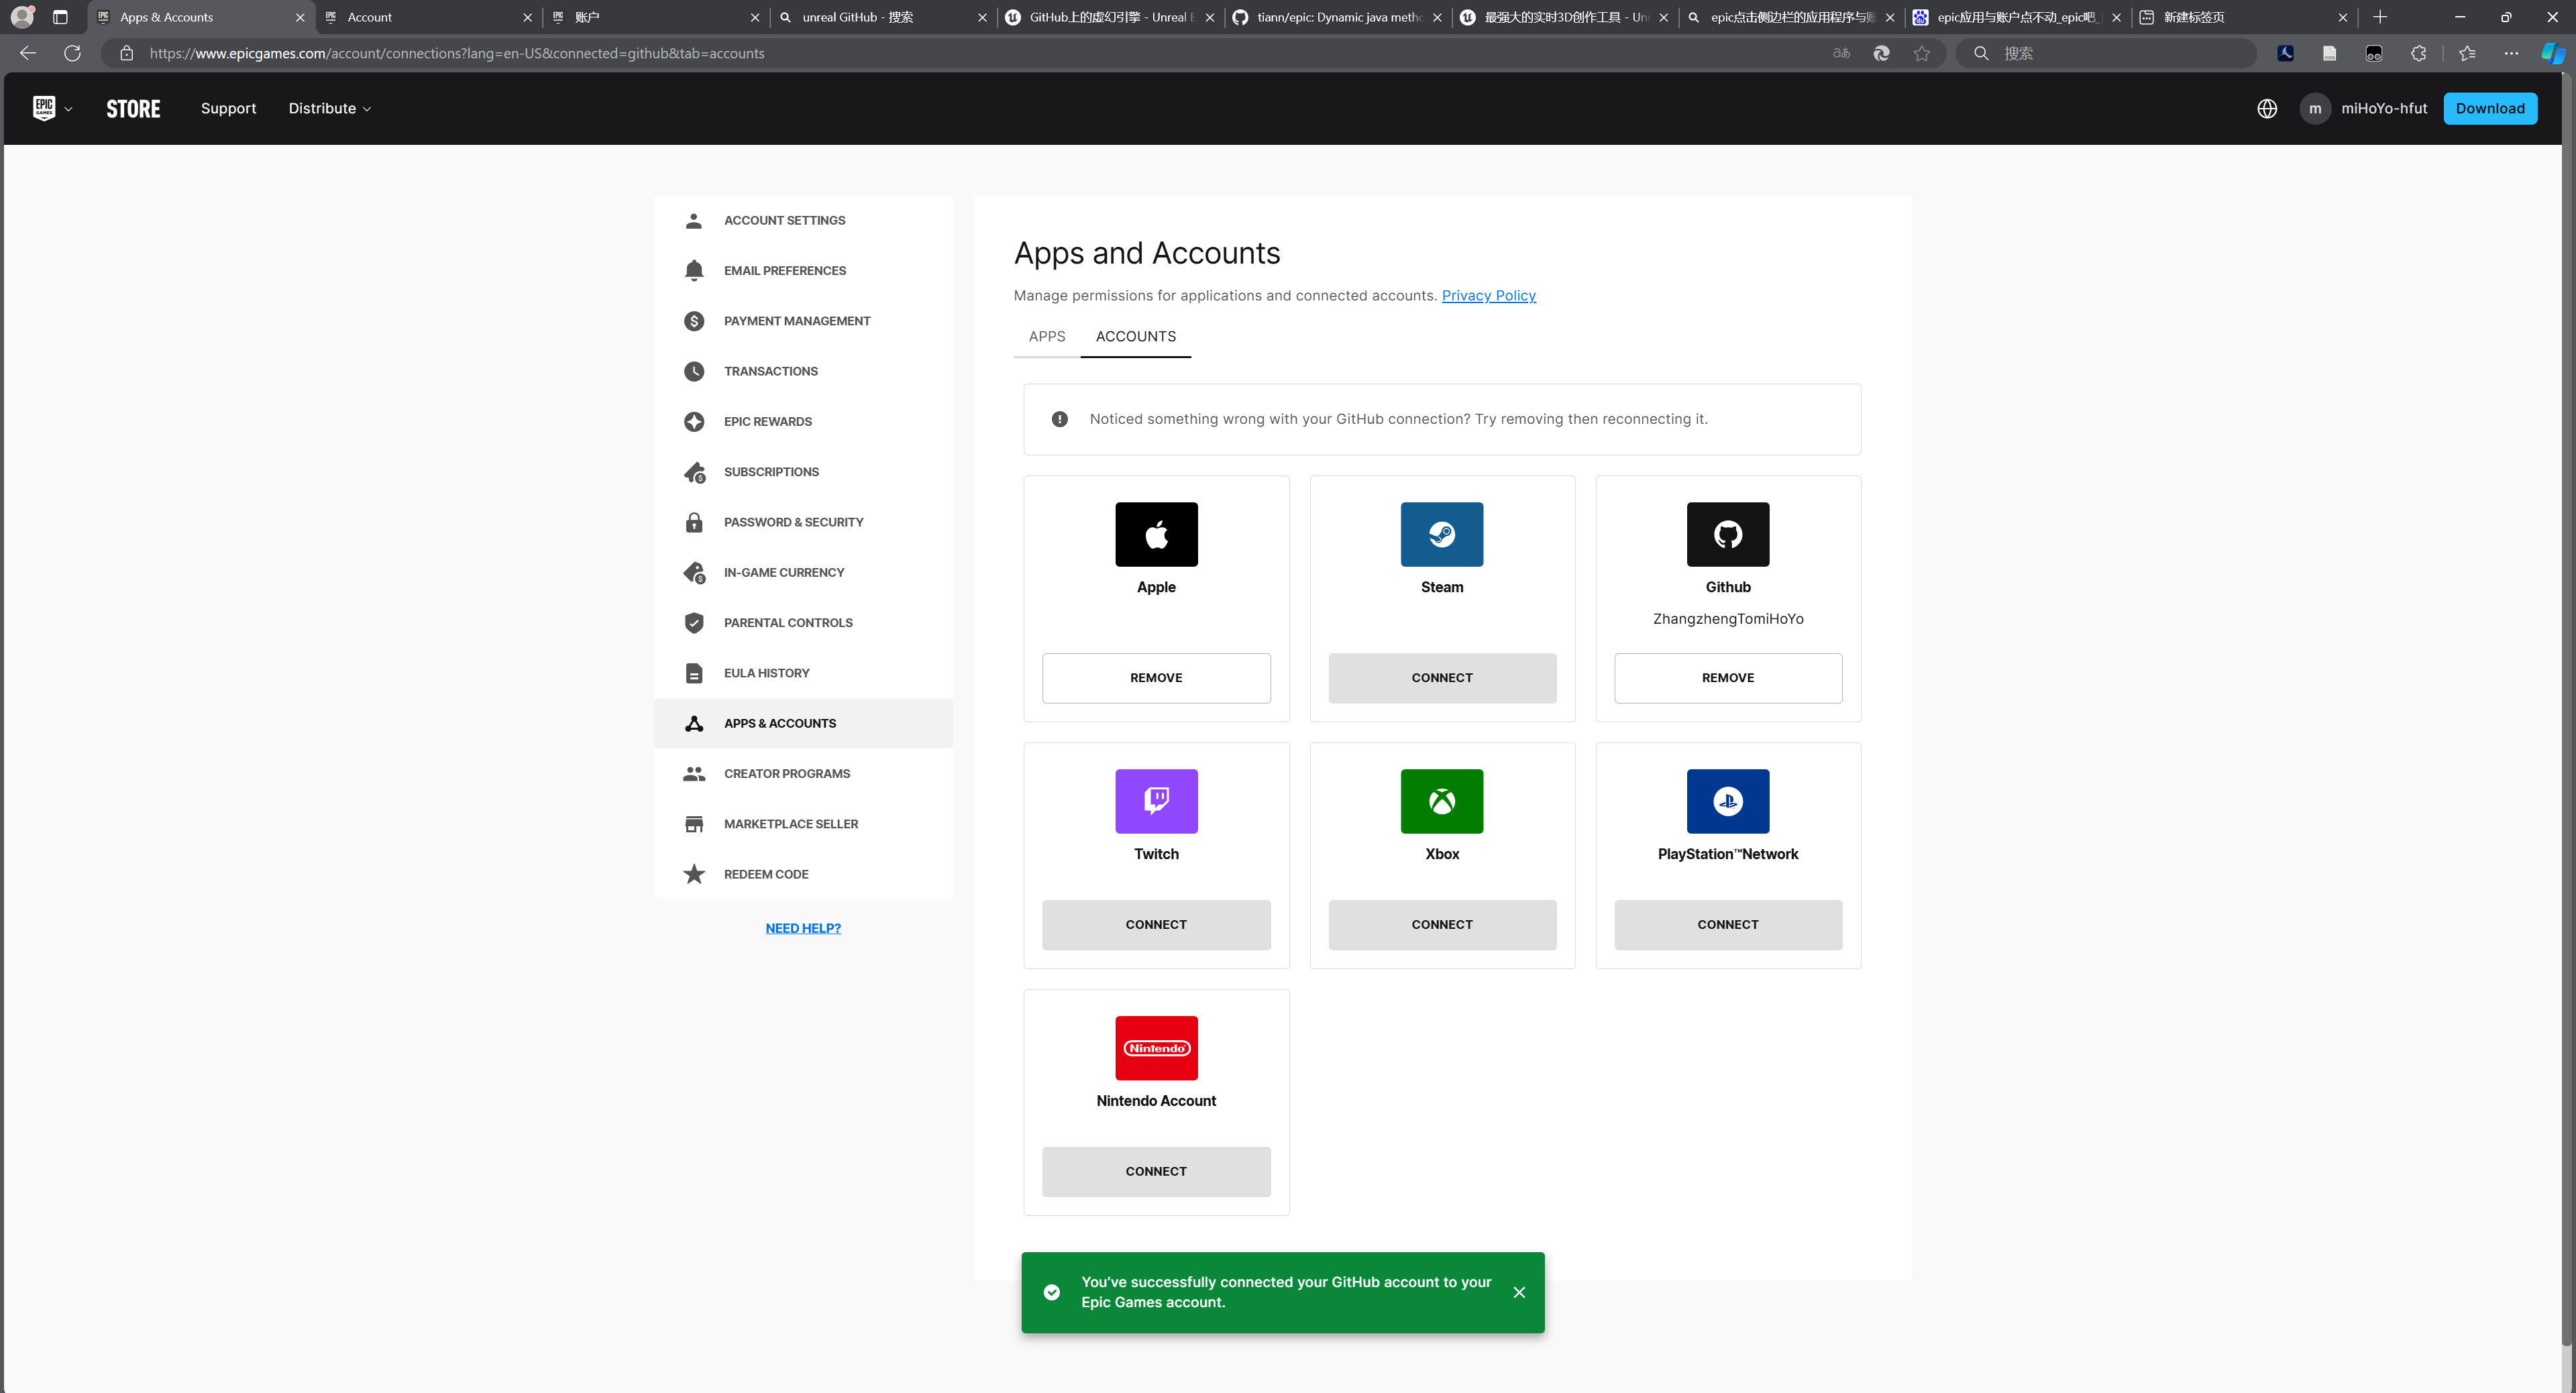 Apps & Accounts
Account
账户
unreal GitHub - 搜索
GitHub上的虚幻引擎 - Unreal E
tiann/epic: Dynamic java metho
最强大的实时3D创作工具 - Un
epic点击侧边栏的应用程序与账
epic应用与账户点不动_epic吧_
新建标签页
https://www.epicgames.com/account/connections?lang=en-US&connected=github&tab=accounts
搜索
EPIC GAMES
STORE
Support
Distribute
m
miHoYo-hfut
Download
ACCOUNT SETTINGS
EMAIL PREFERENCES
PAYMENT MANAGEMENT
TRANSACTIONS
EPIC REWARDS
SUBSCRIPTIONS
PASSWORD & SECURITY
IN-GAME CURRENCY
PARENTAL CONTROLS
EULA HISTORY
APPS & ACCOUNTS
CREATOR PROGRAMS
MARKETPLACE SELLER
REDEEM CODE
NEED HELP?
Apps and Accounts
Manage permissions for applications and connected accounts. Privacy Policy
APPS
ACCOUNTS
Noticed something wrong with your GitHub connection? Try removing then reconnecting it.
Apple
REMOVE
Steam
CONNECT
Github
ZhangzhengTomiHoYo
REMOVE
Twitch
CONNECT
Xbox
CONNECT
PlayStation™Network
CONNECT
Nintendo
Nintendo Account
CONNECT
You've successfully connected your GitHub account to your
Epic Games account.